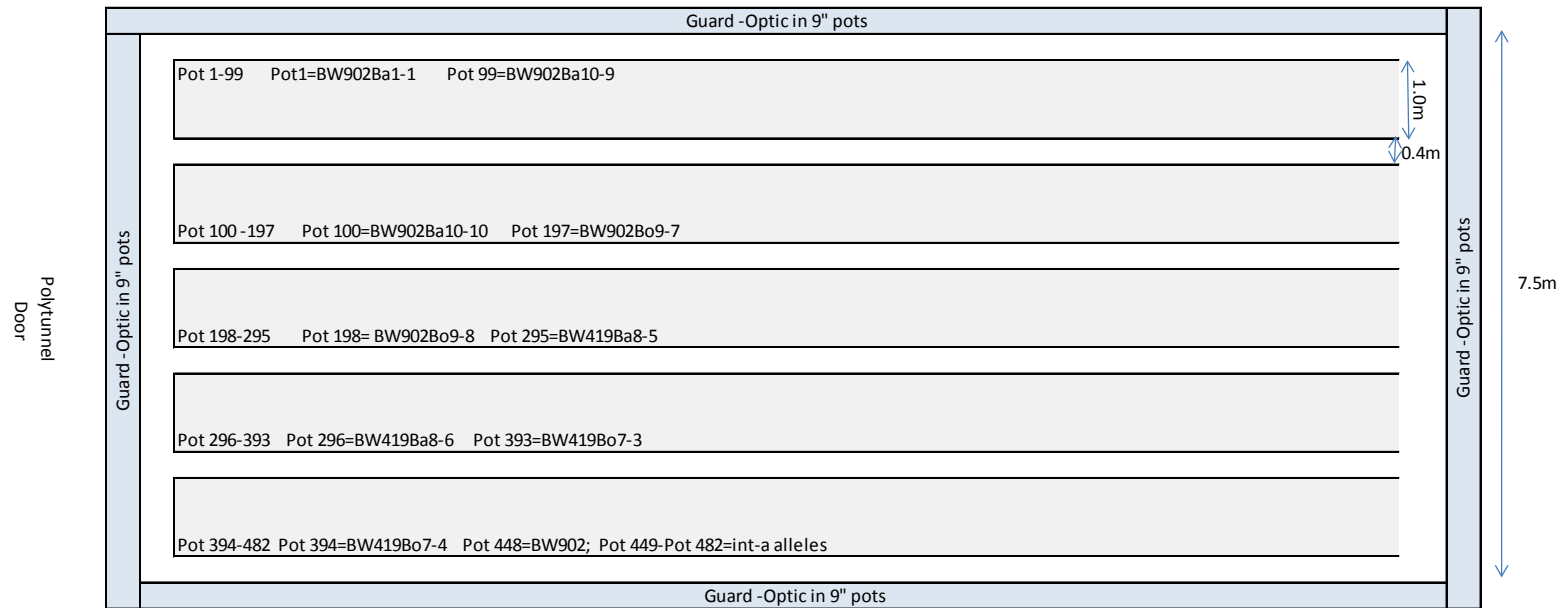 Guard -Optic in 9" pots
Pot 1-99 Pot1=BW902Ba1-1 Pot 99=BW902Ba10-9
1.0m
0.4m
Pot 100 -197 Pot 100=BW902Ba10-10 Pot 197=BW902Bo9-7
Polytunnel
Door
Guard -Optic in 9" pots
Guard -Optic in 9" pots
7.5m
Pot 198-295 Pot 198= BW902Bo9-8 Pot 295=BW419Ba8-5
Pot 296-393 Pot 296=BW419Ba8-6 Pot 393=BW419Bo7-3
Pot 394-482 Pot 394=BW419Bo7-4 Pot 448=BW902; Pot 449-Pot 482=int-a alleles
Guard -Optic in 9" pots